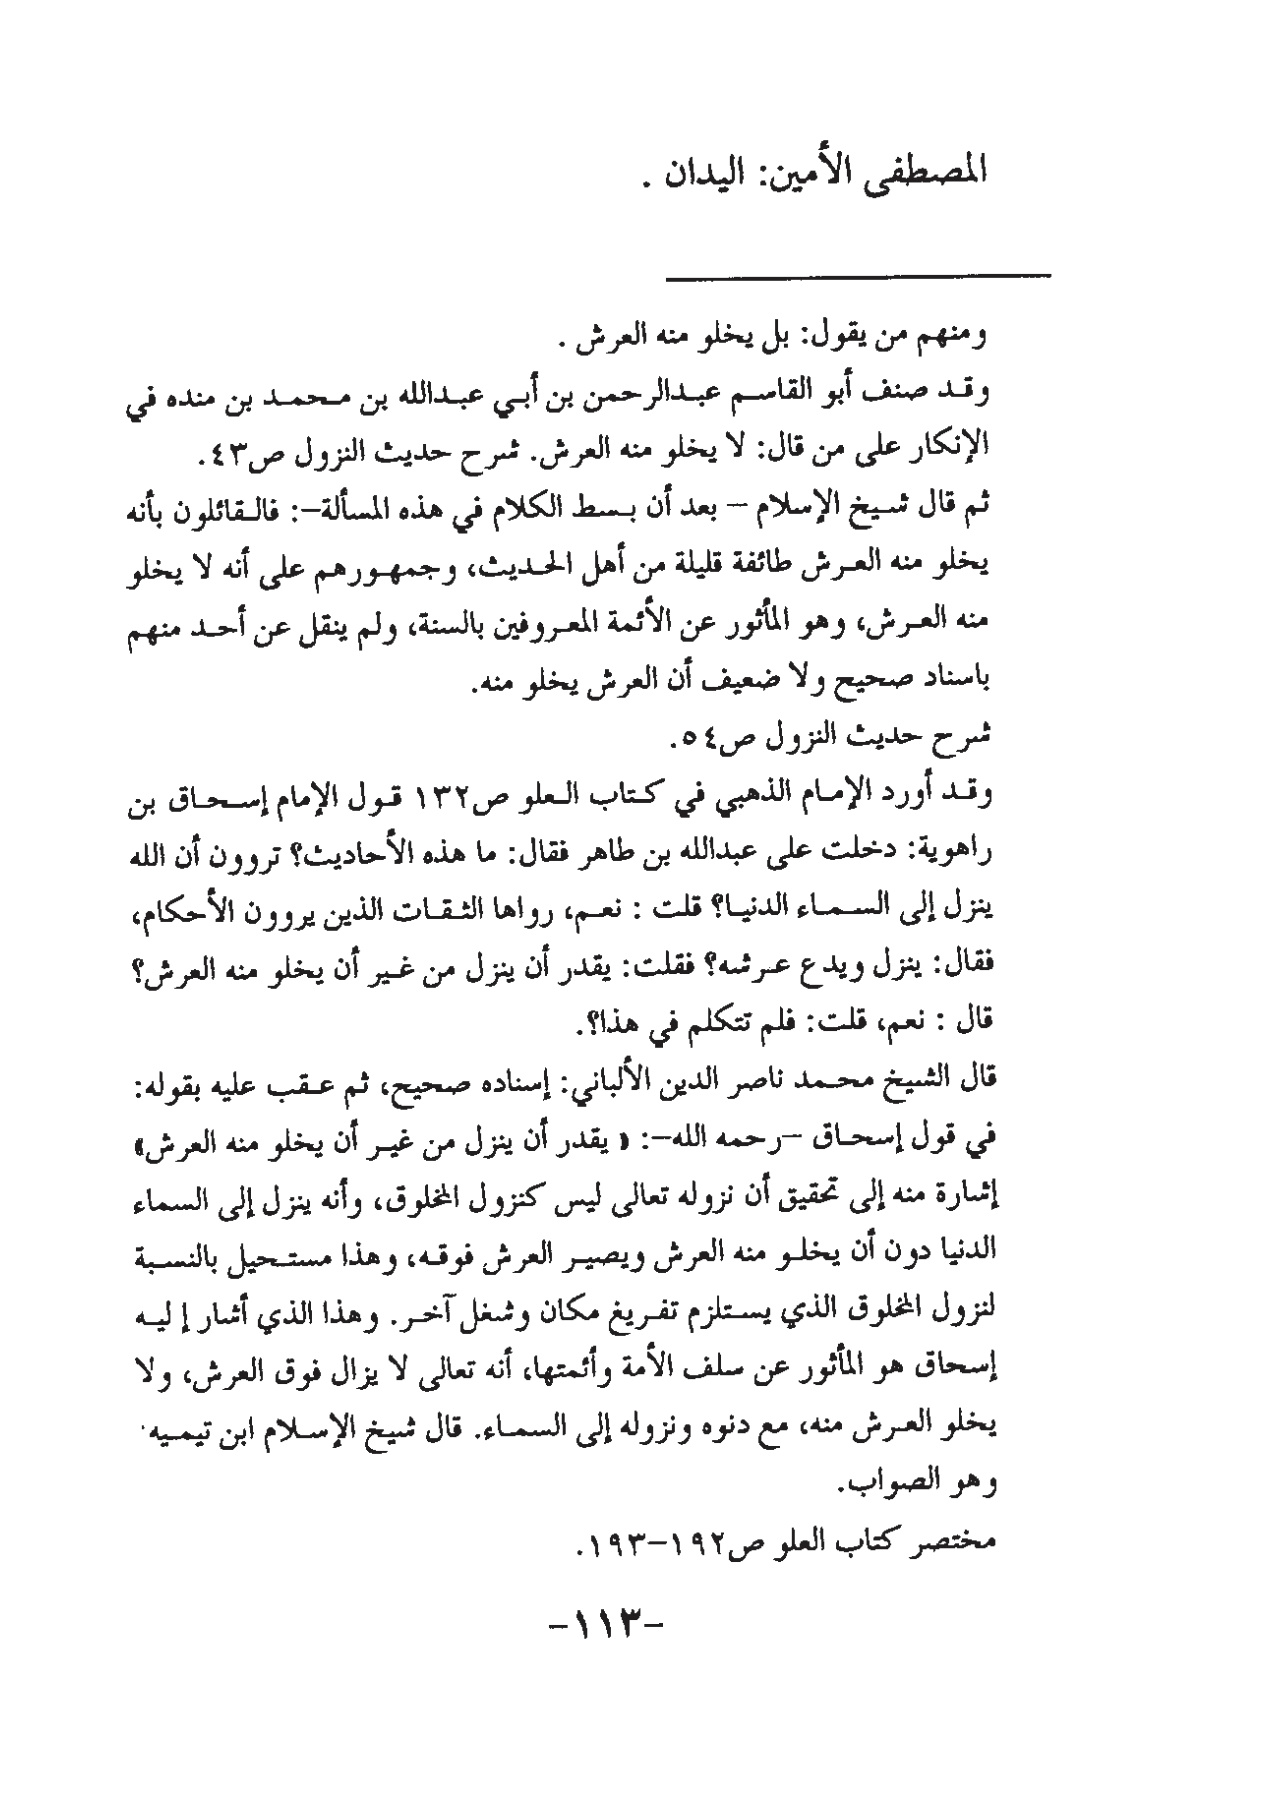 المصطفى الأمين: اليدان .
ومنهم من يقول: بل يخلو منه العرش .
وقد صنف أبو القاسم عبدالرحمن بن أبي عبدالله بن محمد بن منده في
الإنكار على من قال: لا يخلو منه العرش. شرح حديث النزول ص٤٣.
ثم قال شيخ الإسلام – بعد أن بسط الكلام في هذه المسألة–: فالقائلون بأنه
يخلو منه العرش طائفة قليلة من أهل الحديث، وجمهورهم على أنه لا يخلو
منه العرش، وهو المأثور عن الأئمة المعروفين بالسنة، ولم ينقل عن أحد منهم
باسناد صحيح ولا ضعيف أن العرش يخلو منه.
شرح حديث النزول ص٥٤.
وقد أورد الإمام الذهبي في كتاب العلو ص١٣٢ قول الإمام إسحاق بن
راهوية: دخلت على عبدالله بن طاهر فقال: ما هذه الأحاديث؟ تروون أن الله
ينزل إلى السماء الدنيا؟ قلت : نعم، رواها الثقات الذين يروون الأحكام،
فقال: ينزل ويدع عرشه؟ فقلت: يقدر أن ينزل من غير أن يخلو منه العرش؟
قال : نعم، قلت: فلم تتكلم في هذا؟.
قال الشيخ محمد ناصر الدين الألباني: إسناده صحيح، ثم عقب عليه بقوله:
في قول إسحاق –رحمه الله–: « يقدر أن ينزل من غير أن يخلو منه العرش»
إشارة منه إلى تحقيق أن نزوله تعالى ليس كنزول المخلوق، وأنه ينزل إلى السماء
الدنيا دون أن يخلو منه العرش ويصير العرش فوقه، وهذا مستحيل بالنسبة
لنزول المخلوق الذي يستلزم تفريغ مكان وشغل آخر. وهذا الذي أشار إ ليه
إسحاق هو المأثور عن سلف الأمة وأئمتها، أنه تعالى لا يزال فوق العرش، ولا
يخلو العرش منه، مع دنوه ونزوله إلى السماء. قال شيخ الإسلام ابن تيميه
وهو الصواب.
مختصر كتاب العلو ص١٩٢–١٩٣.
–١١٣–